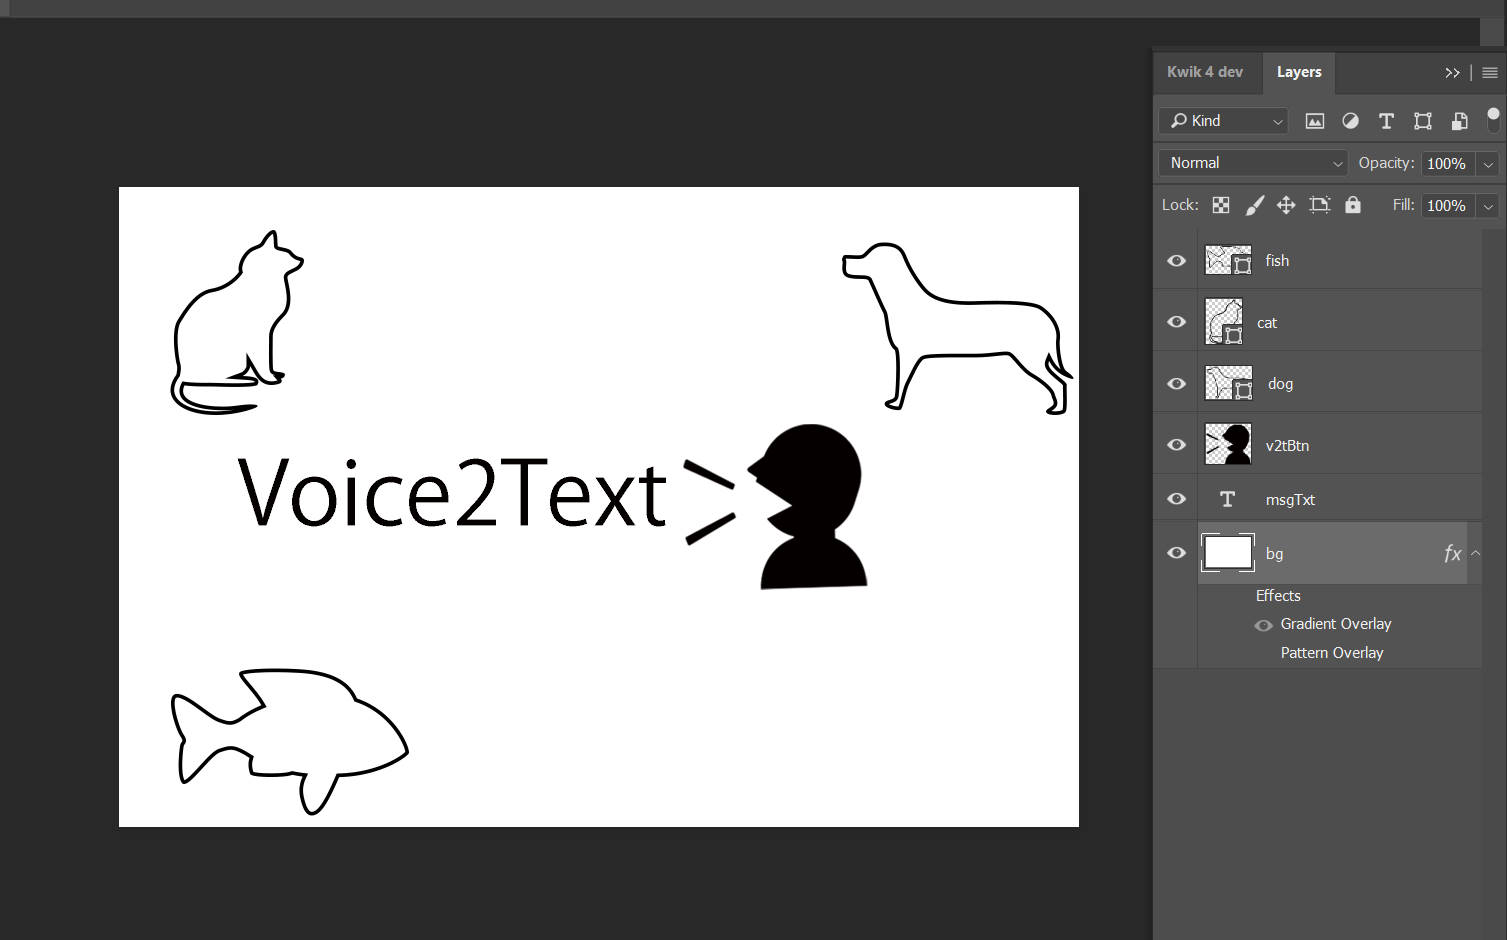 Kwik 4 dev Layers
Kind
Normal Opacity: 100%
Lock: Fill: 100%
fish
cat
dog
v2tBtn
msgTxt
bg fx
Effects
Gradient Overlay
Pattern Overlay
Voice2Text